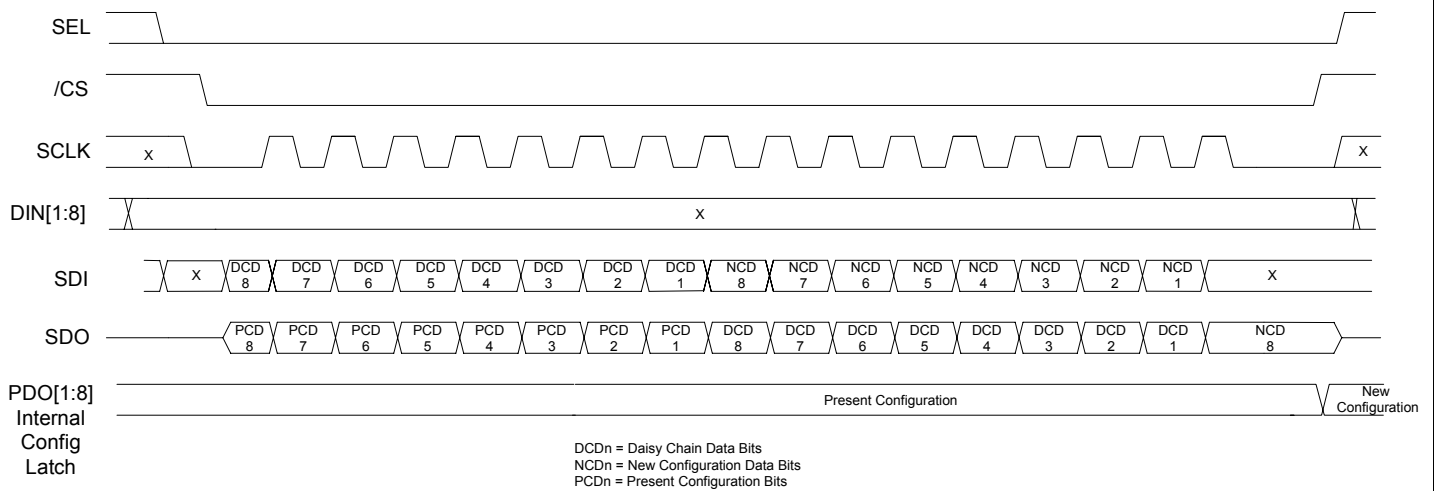 SEL
/CS
SCLK
X
X
DIN[1:8]
X
SDI
X
DCD 8
DCD 7
DCD 6
DCD 5
DCD 4
DCD 3
DCD 2
DCD 1
NCD 8
NCD 7
NCD 6
NCD 5
NCD 4
NCD 3
NCD 2
NCD 1
X
SDO
PCD 8
PCD 7
PCD 6
PCD 5
PCD 4
PCD 3
PCD 2
PCD 1
DCD 8
DCD 7
DCD 6
DCD 5
DCD 4
DCD 3
DCD 2
DCD 1
NCD 8
PDO[1:8]
Internal
Config
Latch
Present Configuration
New
Configuration
DCDn = Daisy Chain Data Bits
NCDn = New Configuration Data Bits
PCDn = Present Configuration Bits